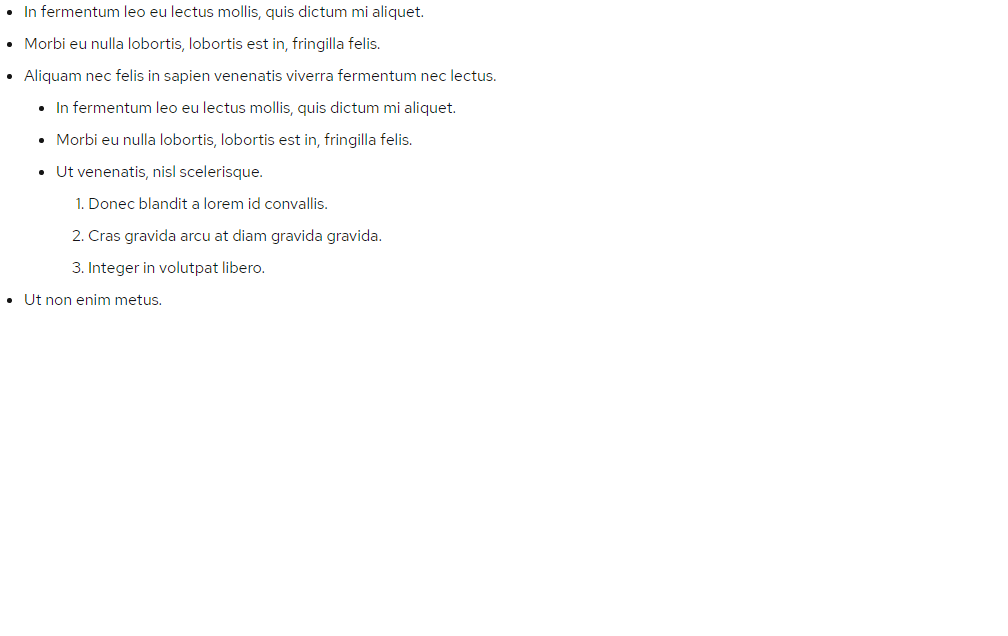 • In fermentum leo eu lectus mollis, quis dictum mi aliquet.
• Morbi eu nulla lobortis, lobortis est in, fringilla felis.
• Aliquam nec felis in sapien venenatis viverra fermentum nec lectus.
• In fermentum leo eu lectus mollis, quis dictum mi aliquet.
• Morbi eu nulla lobortis, lobortis est in, fringilla felis.
• Ut venenatis, nisl scelerisque.
1. Donec blandit a lorem id convallis.
2. Cras gravida arcu at diam gravida gravida.
3. Integer in volutpat libero.
• Ut non enim metus.